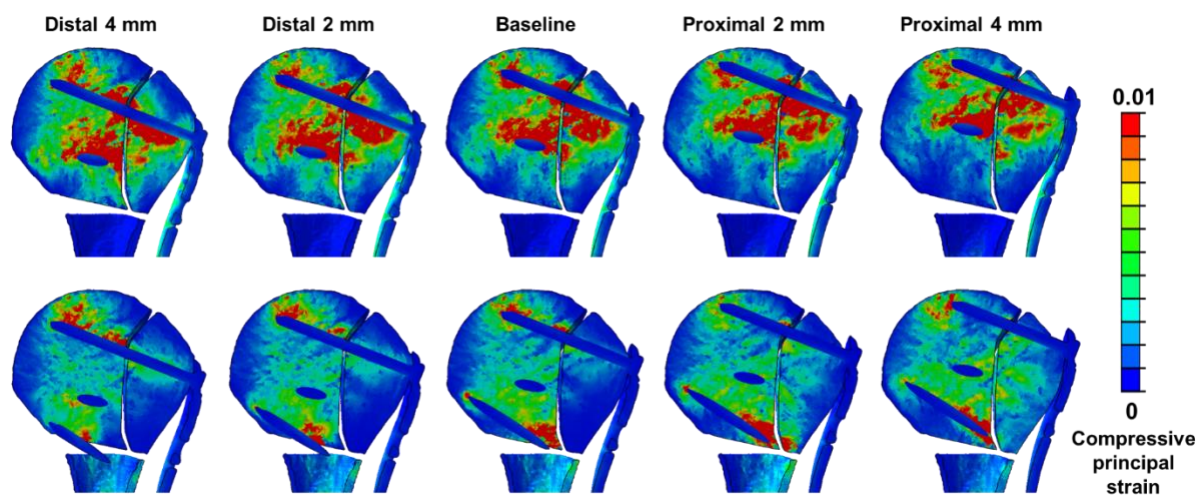 Distal 4 mm
Distal 2 mm
Baseline
Proximal 2 mm
Proximal 4 mm
0.01
0
Compressive
principal
strain